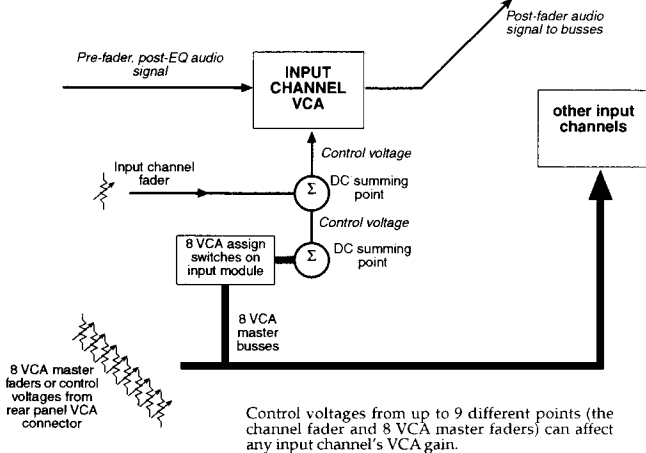 Post-fader audio
signal to busses
Pre-fader, post-EQ audio
signal
INPUT
CHANNEL
VCA
other input
channels
Control voltage
Input channel
fader
Σ
DC summing
point
Control voltage
8 VCA assign
switches on
input module
Σ
DC summing
point
8 VCA
master
busses
8 VCA master
faders or control
voltages from
rear panel VCA
connector
Control voltages from up to 9 different points (the
channel fader and 8 VCA master faders) can affect
any input channel's VCA gain.